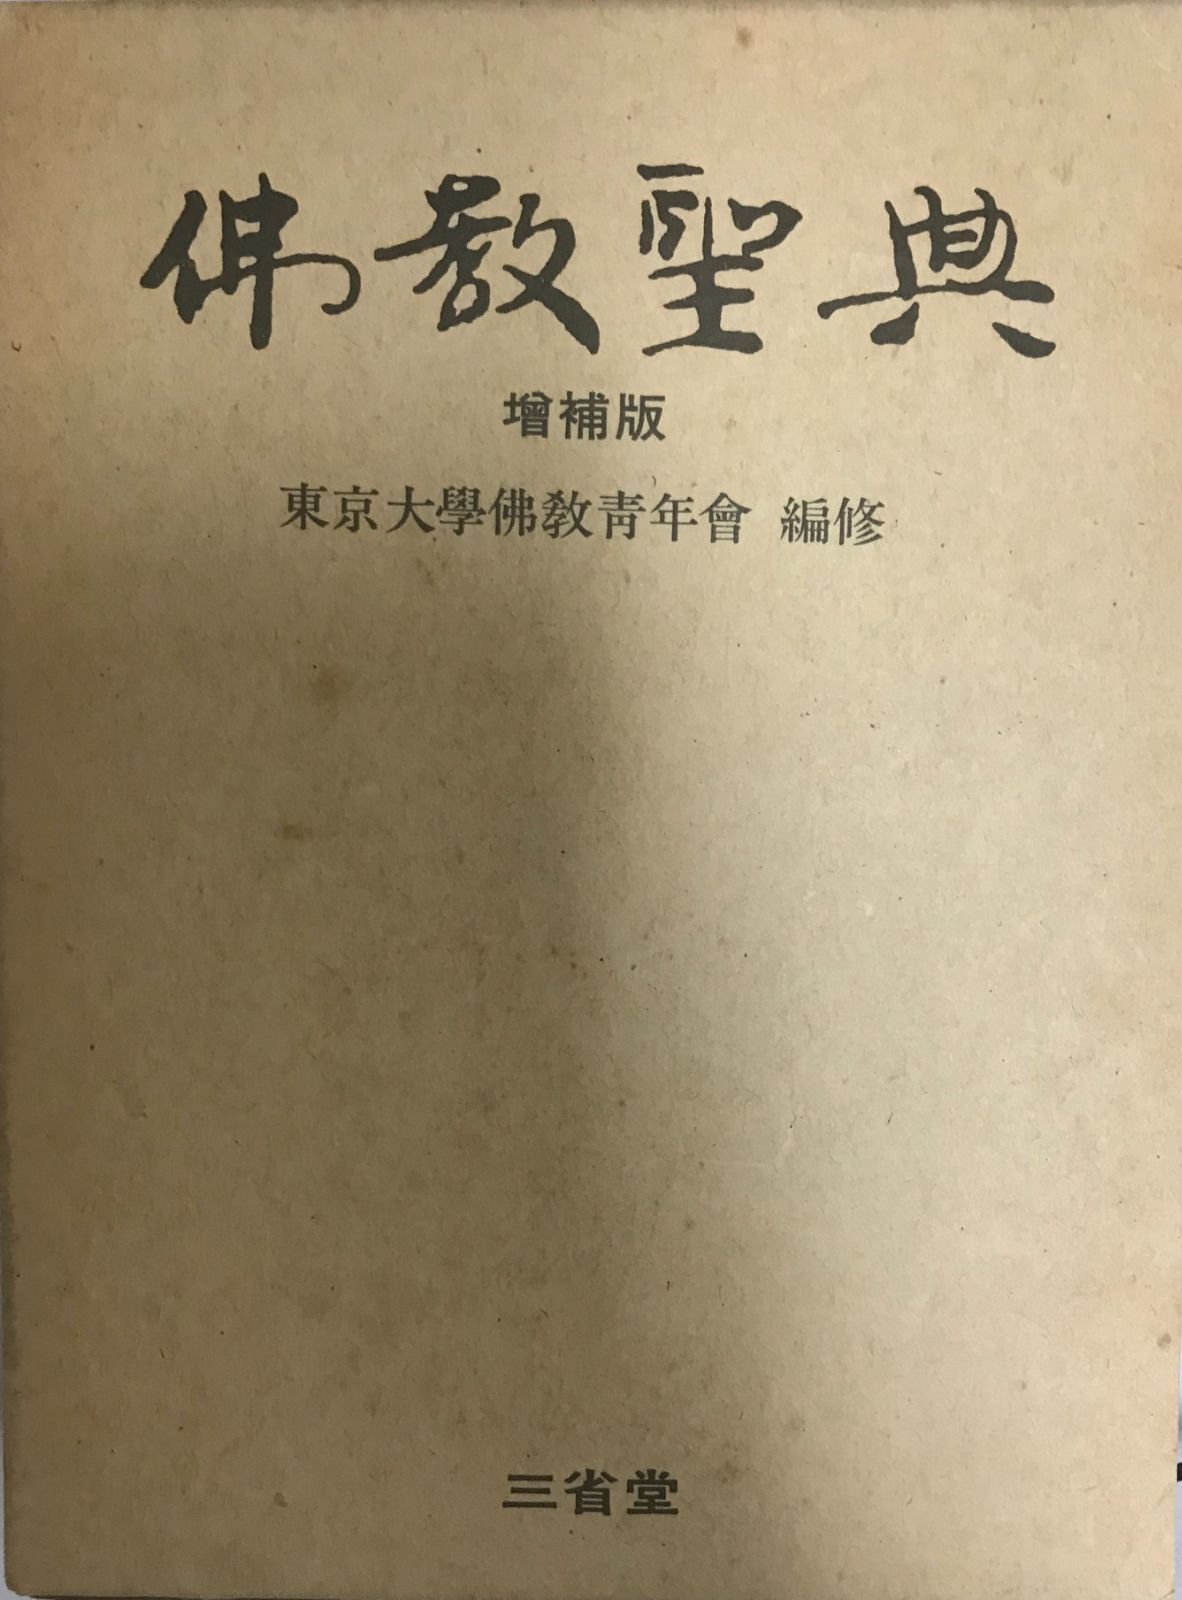 佛教聖典
增補版
東京大學佛敎靑年會 編修
三省堂